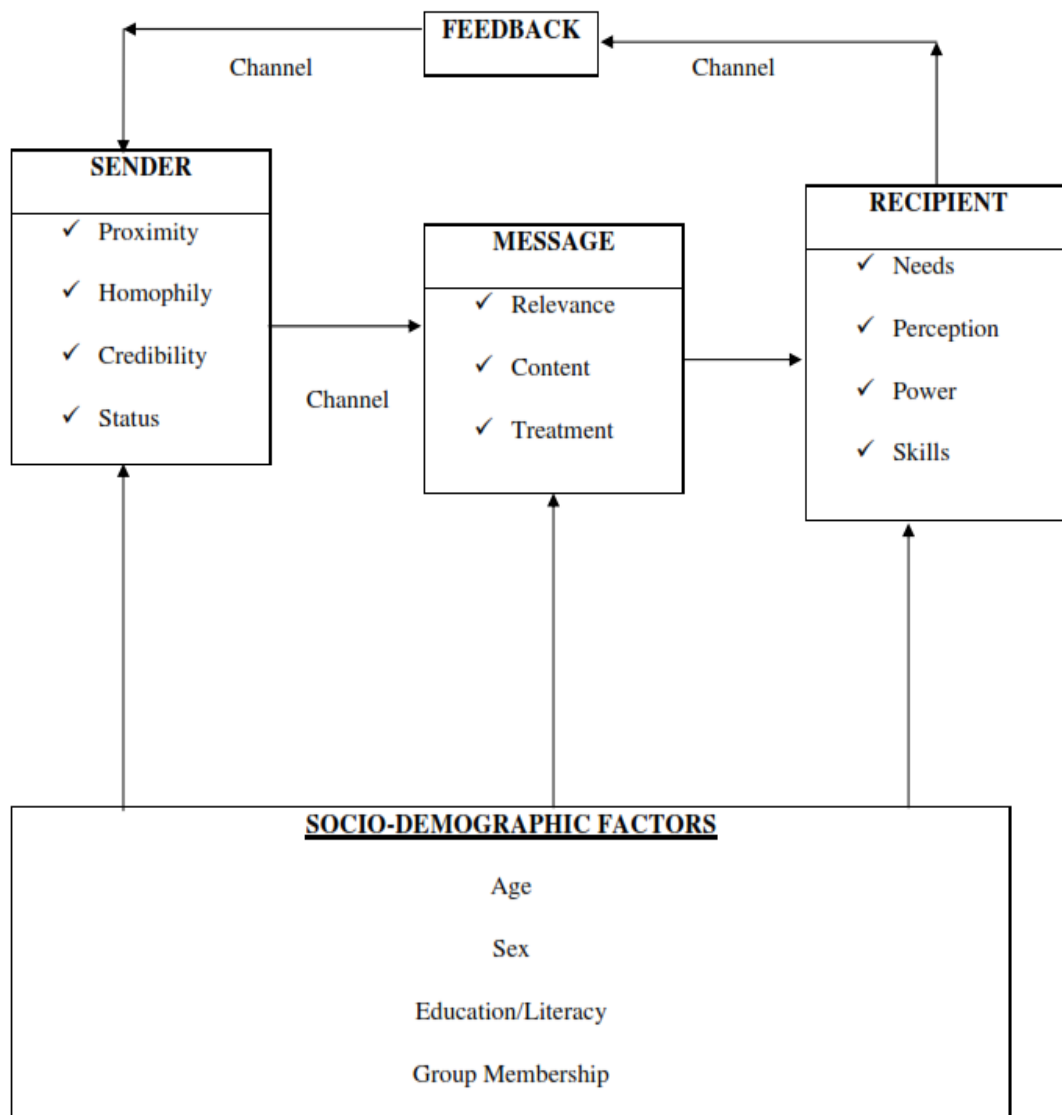 FEEDBACK
Channel
Channel
SENDER
✓ Proximity
✓ Homophily
✓ Credibility
✓ Status
Channel
MESSAGE
✓ Relevance
✓ Content
✓ Treatment
RECIPIENT
✓ Needs
✓ Perception
✓ Power
✓ Skills
SOCIO-DEMOGRAPHIC FACTORS
Age
Sex
Education/Literacy
Group Membership